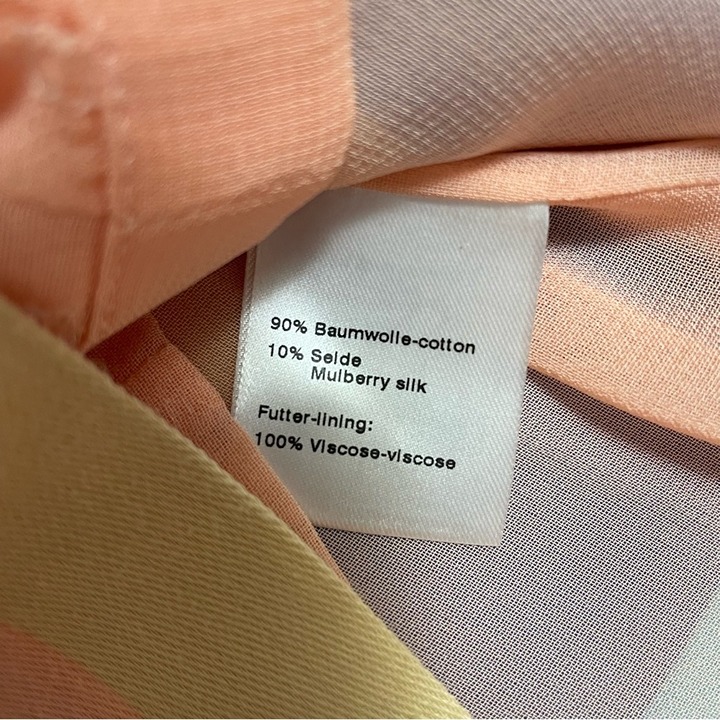 90% Baumwolle-cotton
10% Seide
Mulberry silk
Futter-lining:
100% Viscose-viscose